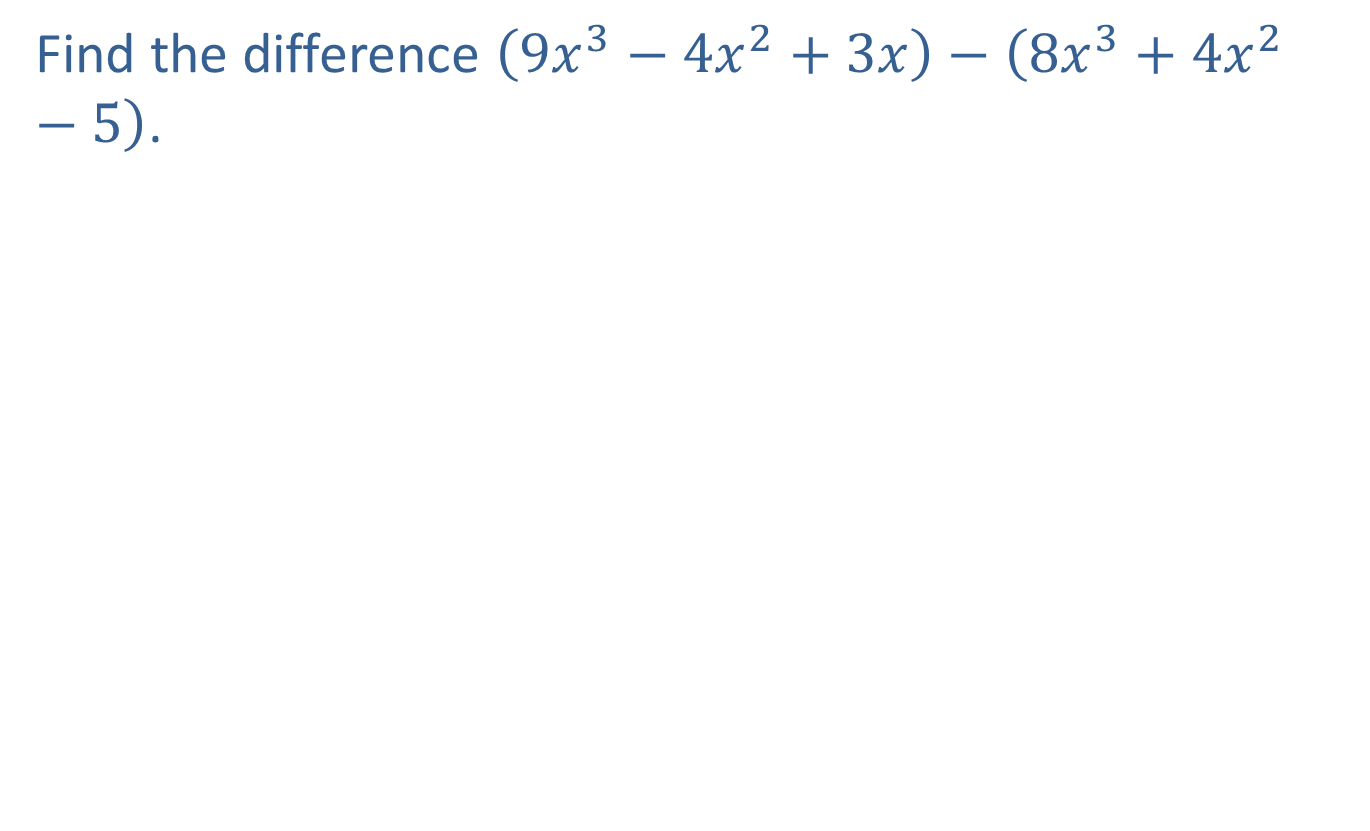 Find the difference (9x³ − 4x² + 3x) − (8x³ + 4x²
− 5).